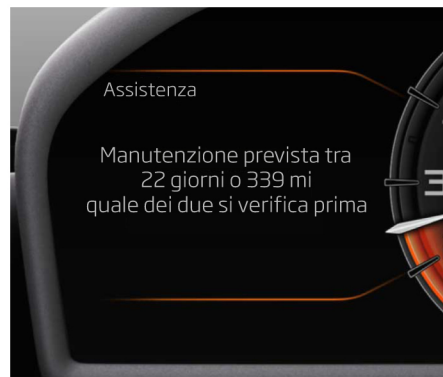 Assistenza
Manutenzione prevista tra
22 giorni o 339 mi
quale dei due si verifica prima